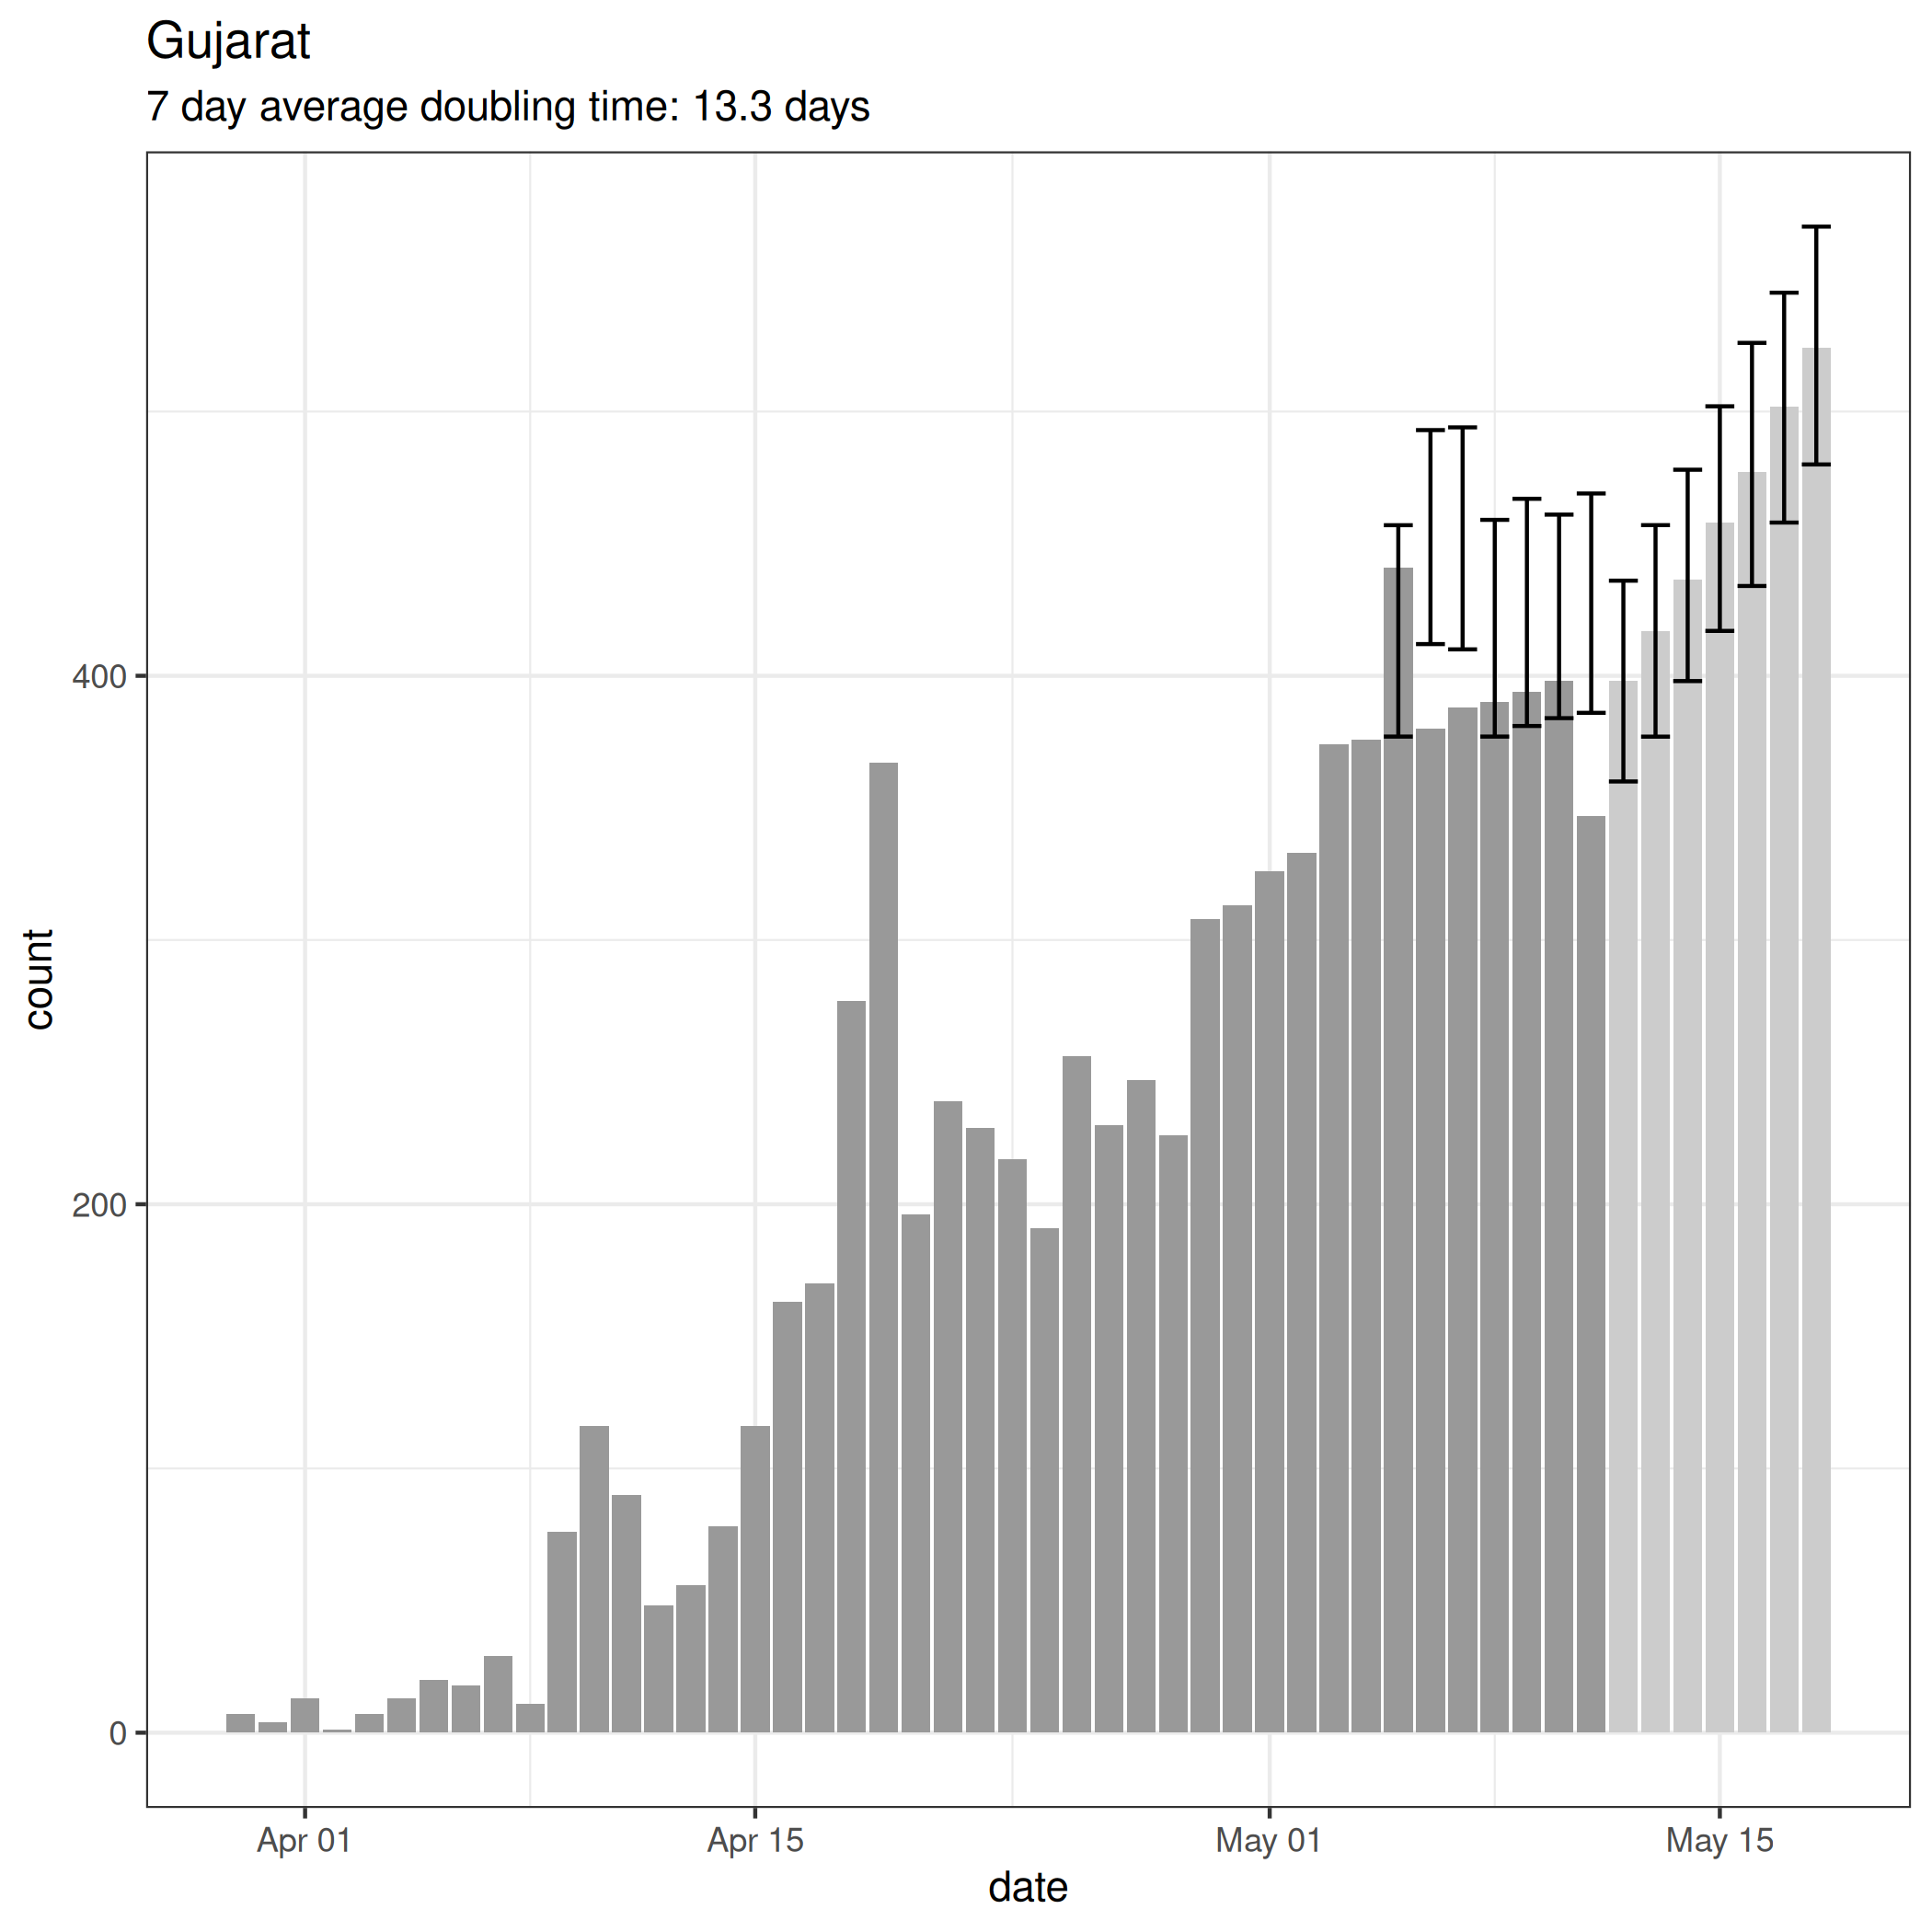 Gujarat
7 day average doubling time: 13.3 days
count
400
200
0
Apr 01
Apr 15
May 01
May 15
date